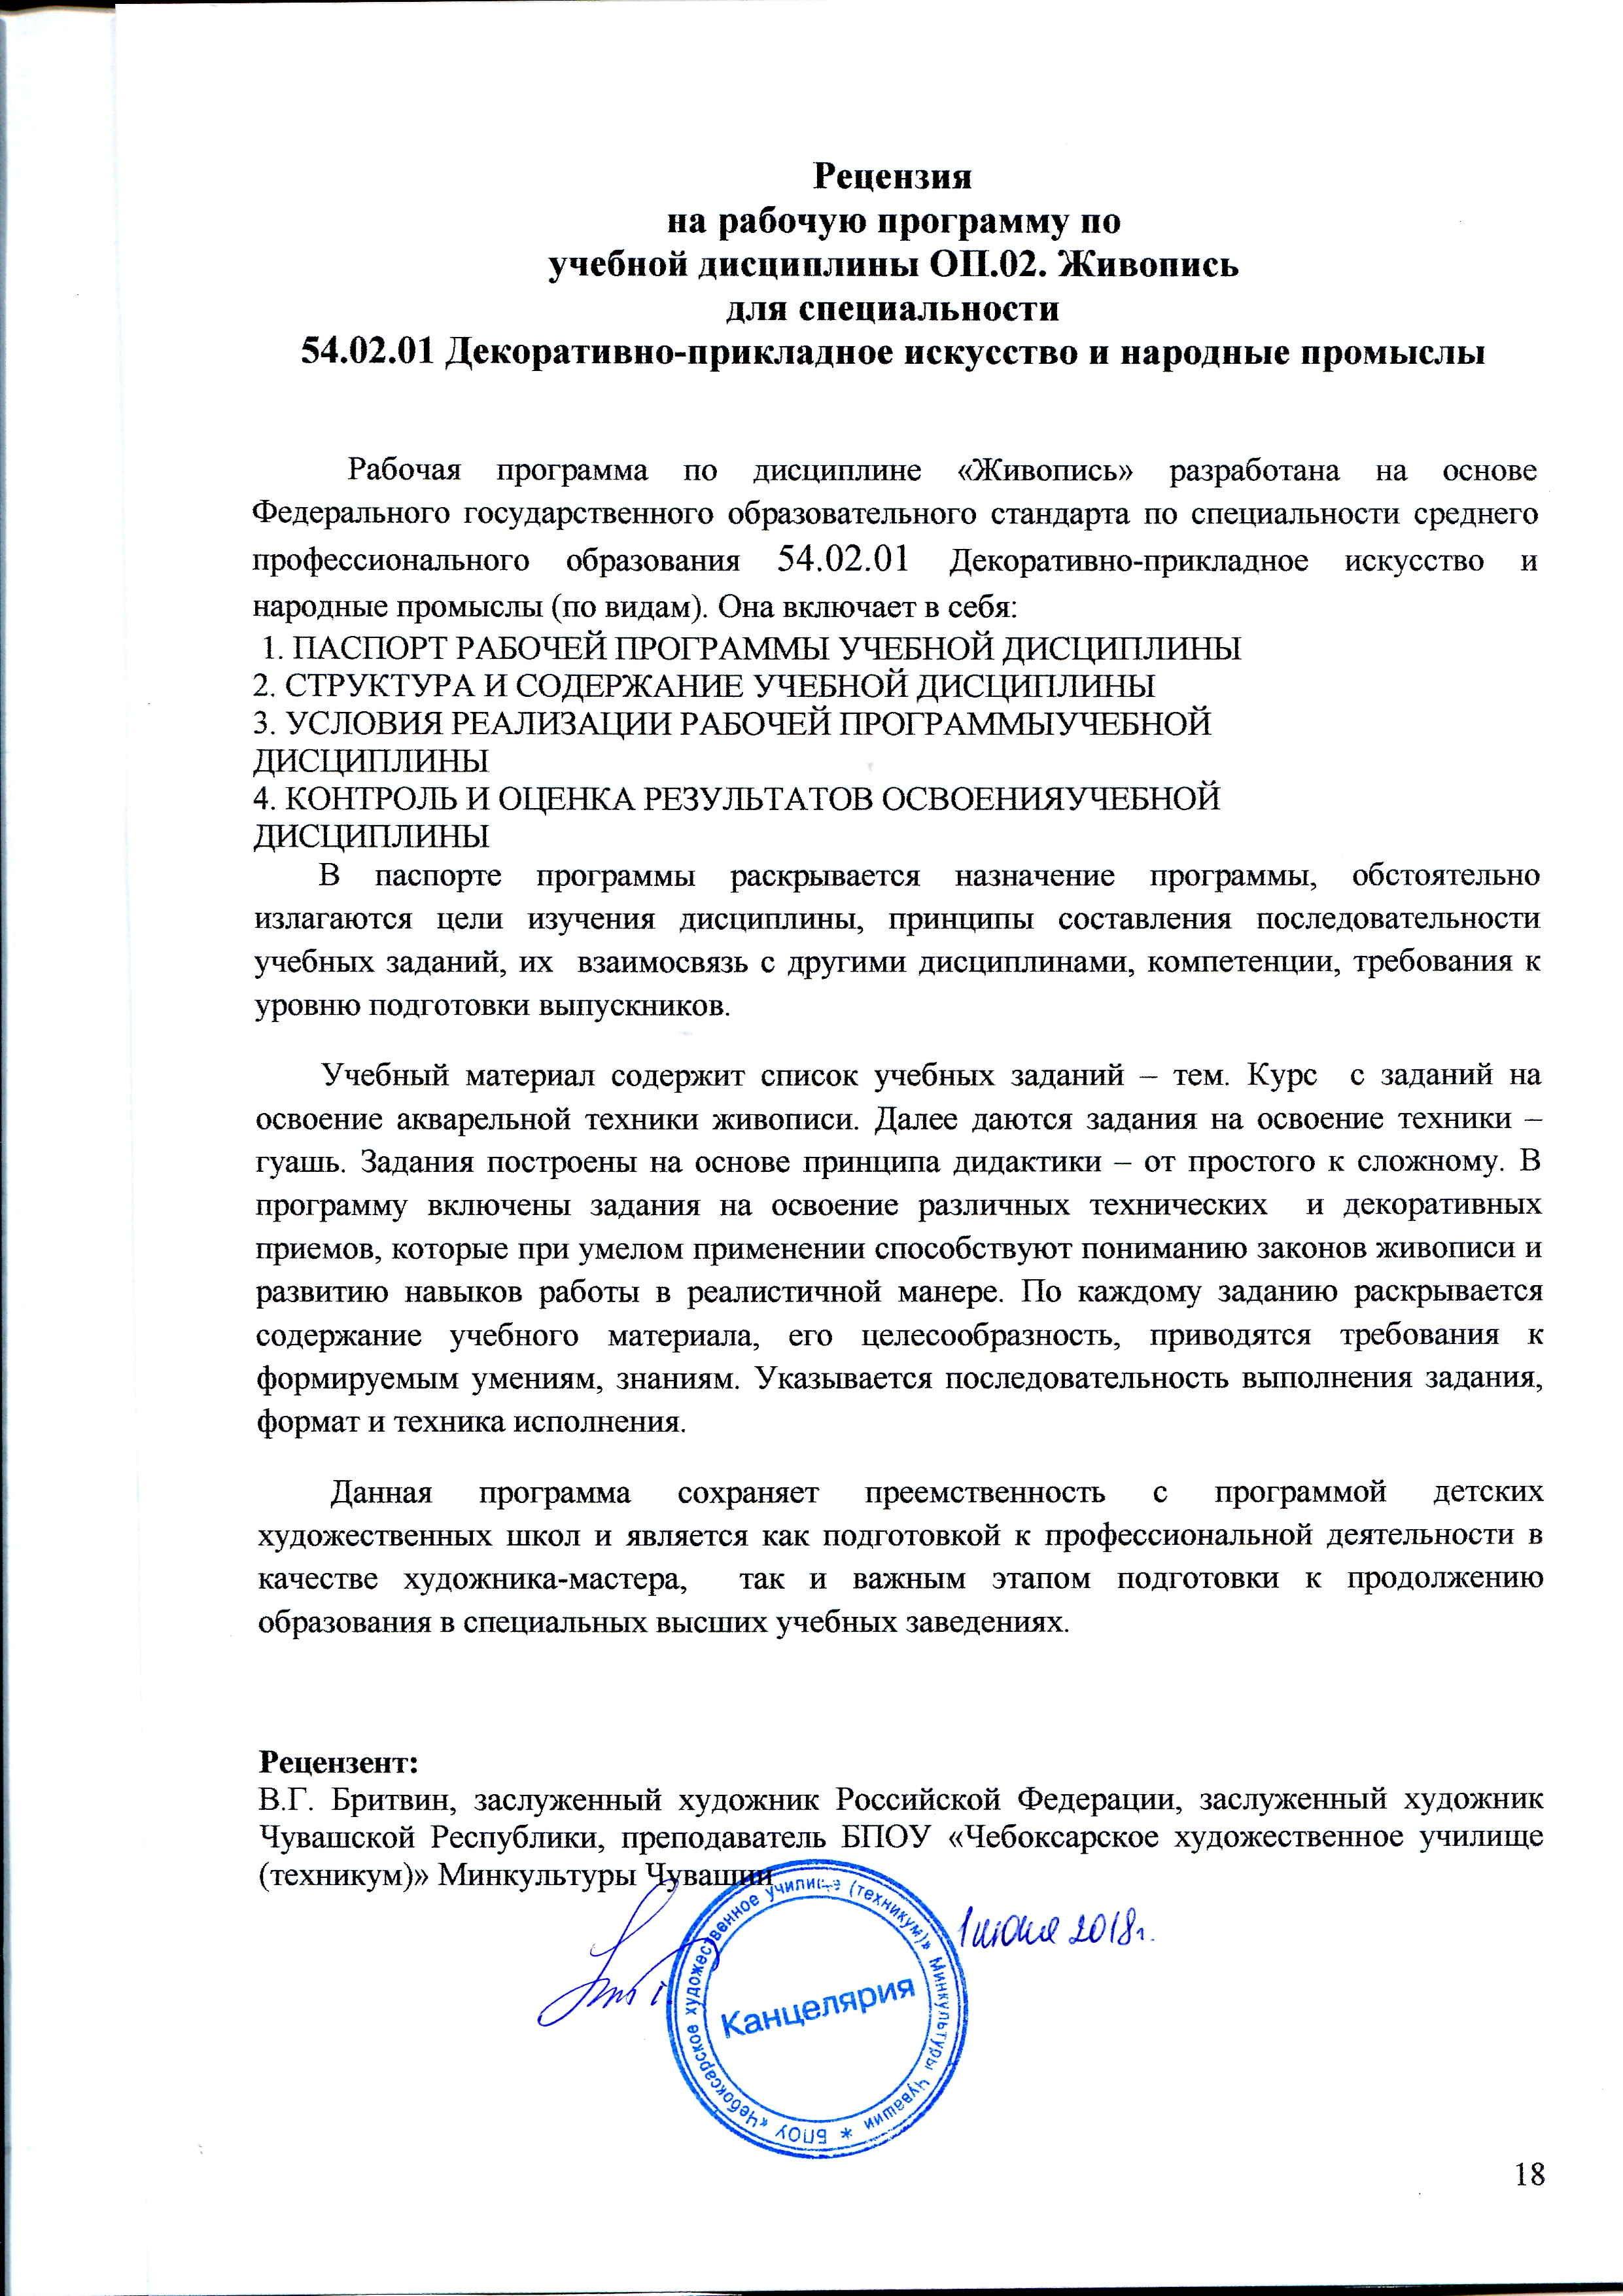 Рецензия
на рабочую программу по
учебной дисциплины ОП.02. Живопись
для специальности
54.02.01 Декоративно-прикладное искусство и народные промыслы
Рабочая программа по дисциплине «Живопись» разработана на основе
Федерального государственного образовательного стандарта по специальности среднего
профессионального образования 54.02.01 Декоративно-прикладное искусство и
народные промыслы (по видам). Она включает в себя:
1. ПАСПОРТ РАБОЧЕЙ ПРОГРАММЫ УЧЕБНОЙ ДИСЦИПЛИНЫ
2. СТРУКТУРА И СОДЕРЖАНИЕ УЧЕБНОЙ ДИСЦИПЛИНЫ
3. УСЛОВИЯ РЕАЛИЗАЦИИ РАБОЧЕЙ ПРОГРАММЫУЧЕБНОЙ
ДИСЦИПЛИНЫ
4. КОНТРОЛЬ И ОЦЕНКА РЕЗУЛЬТАТОВ ОСВОЕНИЯУЧЕБНОЙ
ДИСЦИПЛИНЫ
В паспорте программы раскрывается назначение программы, обстоятельно
излагаются цели изучения дисциплины, принципы составления последовательности
учебных заданий, их взаимосвязь с другими дисциплинами, компетенции, требования к
уровню подготовки выпускников.
Учебный материал содержит список учебных заданий – тем. Курс с заданий на
освоение акварельной техники живописи. Далее даются задания на освоение техники –
гуашь. Задания построены на основе принципа дидактики – от простого к сложному. В
программу включены задания на освоение различных технических и декоративных
приемов, которые при умелом применении способствуют пониманию законов живописи и
развитию навыков работы в реалистичной манере. По каждому заданию раскрывается
содержание учебного материала, его целесообразность, приводятся требования к
формируемым умениям, знаниям. Указывается последовательность выполнения задания,
формат и техника исполнения.
Данная программа сохраняет преемственность с программой детских
художественных школ и является как подготовкой к профессиональной деятельности в
качестве художника-мастера, так и важным этапом подготовки к продолжению
образования в специальных высших учебных заведениях.
Рецензент:
В.Г. Бритвин, заслуженный художник Российской Федерации, заслуженный художник
Чувашской Республики, преподаватель БПОУ «Чебоксарское художественное училище
(техникум)» Минкультуры Чувашии
БПОУ «Чебоксарское художественное училище (техникум)» Минкультуры Чувашии *
Канцелярия
2018г.
18